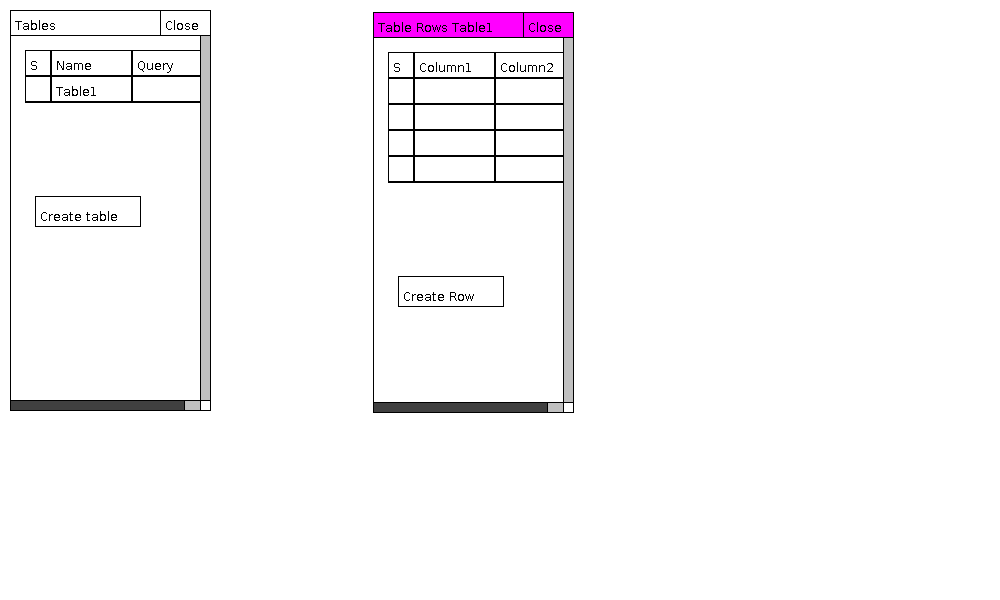 Tables Close
S Name Query
Table1
Create table
Table Rows Table1 Close
S Column1 Column2
Create Row